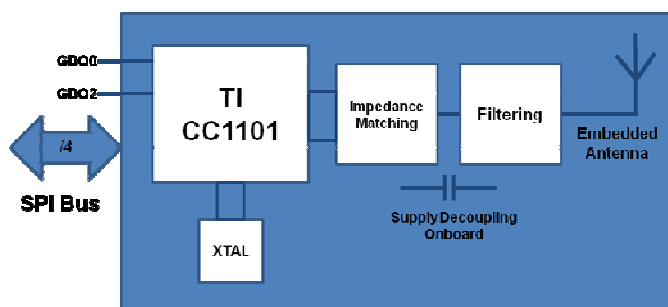 GDO0
GDO2
/4
SPI Bus
TI
CC1101
XTAL
Impedance
Matching
Filtering
Embedded
Antenna
Supply Decoupling
Onboard